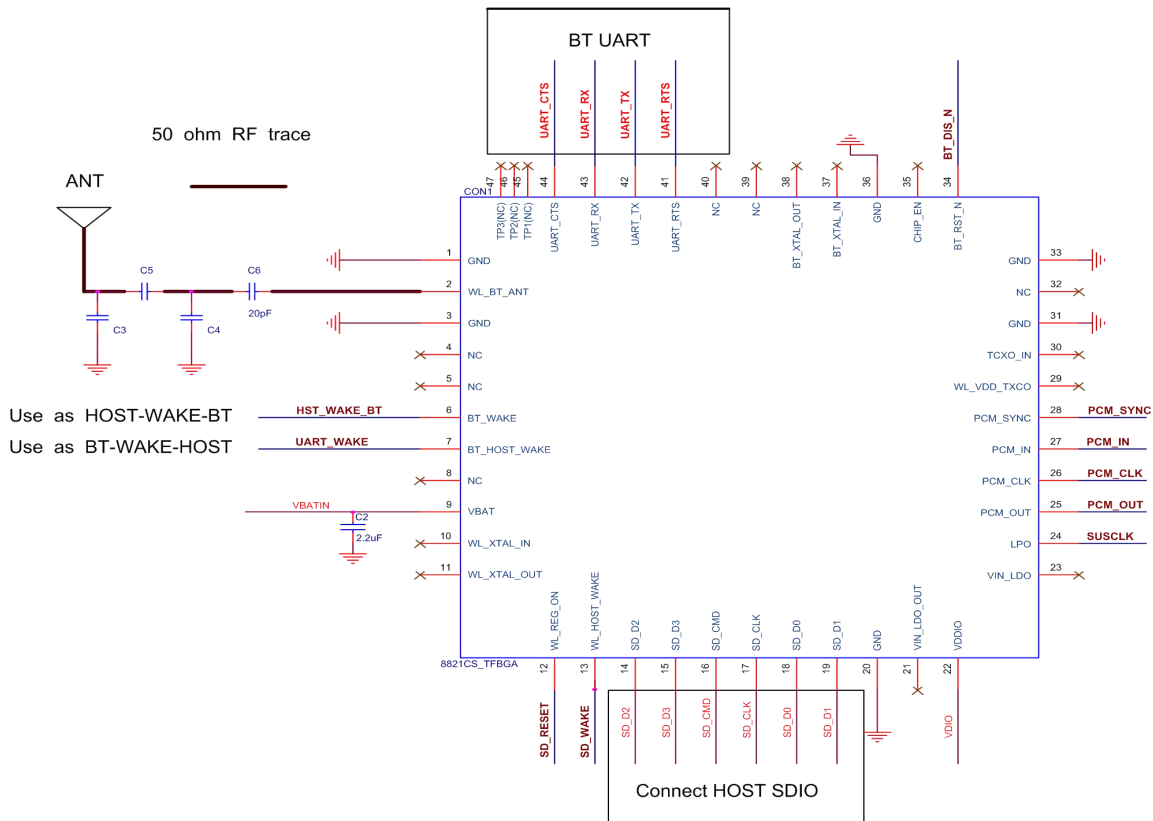 BT UART
UART_CTS
UART_RX
UART_TX
UART_RTS
BT_DIS_N
50 ohm RF trace
ANT
CON1
47
46
45
44
43
42
41
40
39
38
37
36
35
34
TP3(NC)
TP2(NC)
TP1(NC)
UART_CTS
UART_RX
UART_TX
UART_RTS
NC
NC
BT_XTAL_OUT
BT_XTAL_IN
GND
CHIP_EN
BT_RST_N
1 GND
C5
C6
2 WL_BT_ANT
20pF
C3
C4
3 GND
4 NC
5 NC
Use as HOST-WAKE-BT
HST_WAKE_BT
6 BT_WAKE
Use as BT-WAKE-HOST
UART_WAKE
7 BT_HOST_WAKE
8 NC
VBATIN
9 VBAT
C2
2.2uF
10 WL_XTAL_IN
11 WL_XTAL_OUT
GND 33
NC 32
GND 31
TCXO_IN 30
WL_VDD_TXCO 29
PCM_SYNC 28 PCM_SYNC
PCM_IN 27 PCM_IN
PCM_CLK 26 PCM_CLK
PCM_OUT 25 PCM_OUT
LPO 24 SUSCLK
VIN_LDO 23
WL_REG_ON
WL_HOST_WAKE
SD_D2
SD_D3
SD_CMD
SD_CLK
SD_D0
SD_D1
GND
VIN_LDO_OUT
VDDIO
8821CS_TFBGA
12
13
14
15
16
17
18
19
20
21
22
SD_RESET
SD_WAKE
SD_D2
SD_D3
SD_CMD
SD_CLK
SD_D0
SD_D1
VDIO
Connect HOST SDIO